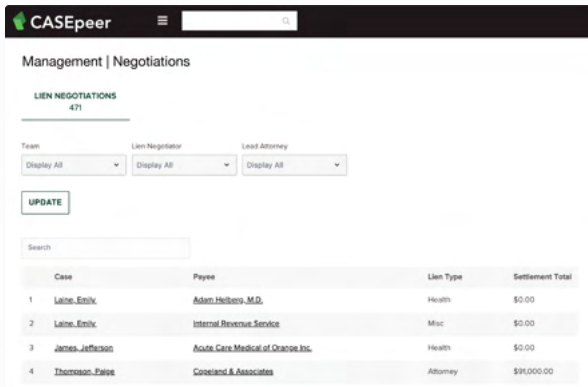 CASEpeer
Management | Negotiations
LIEN NEGOTIATIONS
471
Team Lien Negotiator Lead Attorney
Display All Display All Display All
UPDATE
Search
Case Payee Lien Type Settlement Total
1 Laine, Emily Adam Helberg, M.D. Health $0.00
2 Laine, Emily Internal Revenue Service Misc $0.00
3 James, Jefferson Acute Care Medical of Orange Inc. Health $0.00
4 Thompson, Paige Copeland & Associates Attorney $91,000.00